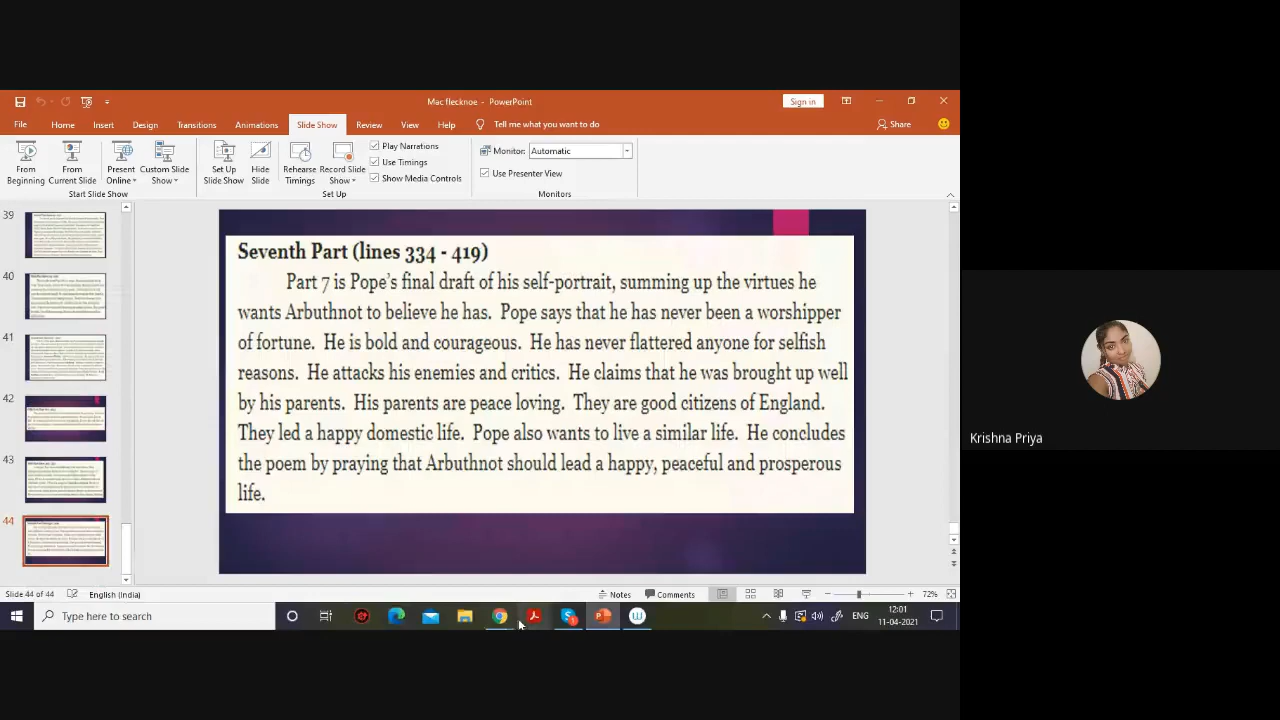 Mac flecknoe - PowerPoint
Sign in
File Home Insert Design Transitions Animations Slide Show Review View Help Tell me what you want to do
Share
From Beginning
From Current Slide
Present Online
Custom Slide Show
Start Slide Show
Set Up Slide Show
Hide Slide
Rehearse Timings
Record Slide Show
Play Narrations
Use Timings
Show Media Controls
Set Up
Monitor: Automatic
Use Presenter View
Monitors
39
40
41
42
43
44
Seventh Part (lines 334 - 419)
Part 7 is Pope's final draft of his self-portrait, summing up the virtues he
wants Arbuthnot to believe he has. Pope says that he has never been a worshipper
of fortune. He is bold and courageous. He has never flattered anyone for selfish
reasons. He attacks his enemies and critics. He claims that he was brought up well
by his parents. His parents are peace loving. They are good citizens of England.
They led a happy domestic life. Pope also wants to live a similar life. He concludes
the poem by praying that Arbuthnot should lead a happy, peaceful and prosperous
life.
Krishna Priya
Slide 44 of 44 English (India) Notes Comments 72%
Type here to search
ENG
12:01
11-04-2021